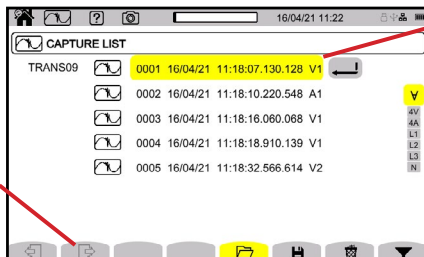 ? 16/04/21 11:22
CAPTURE LIST
TRANS09 0001 16/04/21 11:18:07.130.128 V1
0002 16/04/21 11:18:10.220.548 A1
0003 16/04/21 11:18:16.060.068 V1
0004 16/04/21 11:18:18.910.139 V1
0005 16/04/21 11:18:32.566.614 V2
∀
4V
4A
L1
L2
L3
N